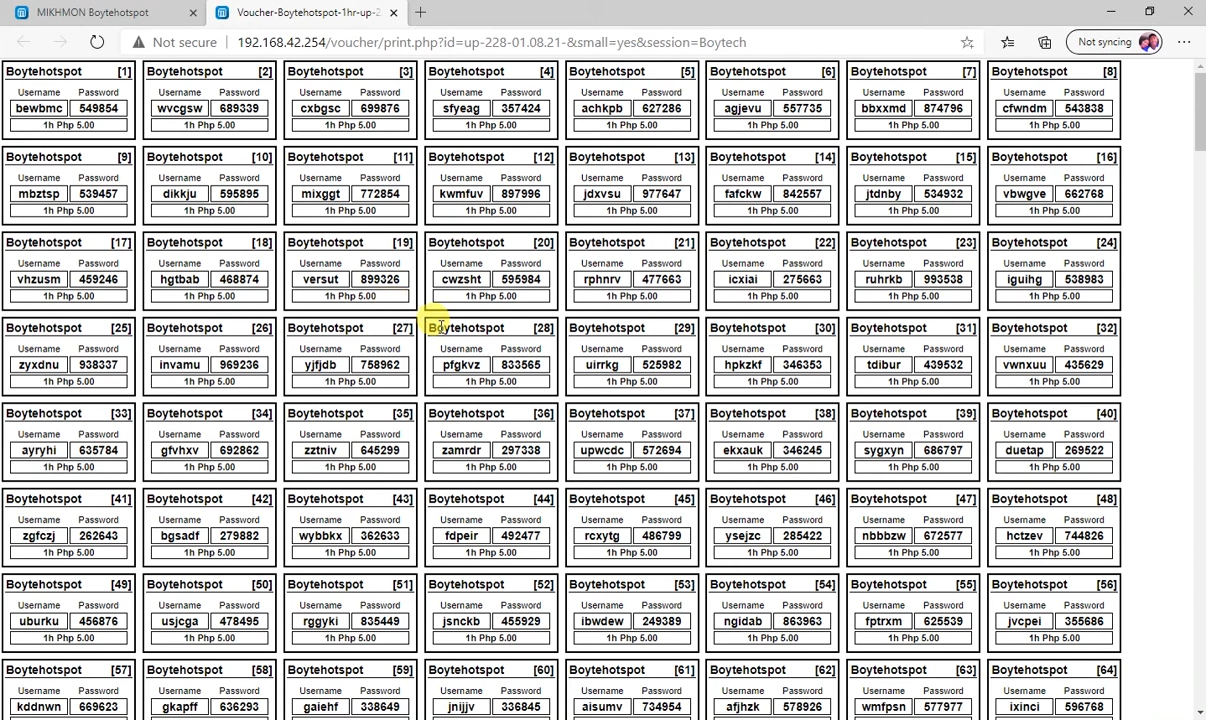 MIKHMON Boytehotspot
Voucher-Boytehotspot-1hr-up-2
Not secure 192.168.42.254/voucher/print.php?id=up-228-01.08.21-&small=yes&session=Boytech Not syncing
Boytehotspot [1] Boytehotspot [2] Boytehotspot [3] Boytehotspot [4] Boytehotspot [5] Boytehotspot [6] Boytehotspot [7] Boytehotspot [8]
Username Password Username Password Username Password Username Password Username Password Username Password Username Password Username Password
bewbmc 549854 wvcgsw 689339 cxbgsc 699876 sfyeag 357424 achkpb 627286 agjevu 557735 bbxxmd 874796 cfwndm 543838
1h Php 5.00 1h Php 5.00 1h Php 5.00 1h Php 5.00 1h Php 5.00 1h Php 5.00 1h Php 5.00 1h Php 5.00
Boytehotspot [9] Boytehotspot [10] Boytehotspot [11] Boytehotspot [12] Boytehotspot [13] Boytehotspot [14] Boytehotspot [15] Boytehotspot [16]
Username Password Username Password Username Password Username Password Username Password Username Password Username Password Username Password
mbztsp 539457 dikkju 595895 mixggt 772854 kwmfuv 897996 jdxvsu 977647 fafckw 842557 jtdnby 534932 vbwgve 662768
1h Php 5.00 1h Php 5.00 1h Php 5.00 1h Php 5.00 1h Php 5.00 1h Php 5.00 1h Php 5.00 1h Php 5.00
Boytehotspot [17] Boytehotspot [18] Boytehotspot [19] Boytehotspot [20] Boytehotspot [21] Boytehotspot [22] Boytehotspot [23] Boytehotspot [24]
Username Password Username Password Username Password Username Password Username Password Username Password Username Password Username Password
vhzusm 459246 hgtbab 468874 versut 899326 cwzsht 595984 rphnrv 477663 icxiai 275663 ruhrkb 993538 iguihg 538983
1h Php 5.00 1h Php 5.00 1h Php 5.00 1h Php 5.00 1h Php 5.00 1h Php 5.00 1h Php 5.00 1h Php 5.00
Boytehotspot [25] Boytehotspot [26] Boytehotspot [27] Boytehotspot [28] Boytehotspot [29] Boytehotspot [30] Boytehotspot [31] Boytehotspot [32]
Username Password Username Password Username Password Username Password Username Password Username Password Username Password Username Password
zyxdnu 938337 invamu 969236 yjfjdb 758962 pfgkvz 833565 uirrkg 525982 hpkzkf 346353 tdibur 439532 vwnxuu 435629
1h Php 5.00 1h Php 5.00 1h Php 5.00 1h Php 5.00 1h Php 5.00 1h Php 5.00 1h Php 5.00 1h Php 5.00
Boytehotspot [33] Boytehotspot [34] Boytehotspot [35] Boytehotspot [36] Boytehotspot [37] Boytehotspot [38] Boytehotspot [39] Boytehotspot [40]
Username Password Username Password Username Password Username Password Username Password Username Password Username Password Username Password
ayryhi 635784 gfvhxv 692862 zztniv 645299 zamrdr 297338 upwcdc 572694 ekxauk 346245 sygxyn 686797 duetap 269522
1h Php 5.00 1h Php 5.00 1h Php 5.00 1h Php 5.00 1h Php 5.00 1h Php 5.00 1h Php 5.00 1h Php 5.00
Boytehotspot [41] Boytehotspot [42] Boytehotspot [43] Boytehotspot [44] Boytehotspot [45] Boytehotspot [46] Boytehotspot [47] Boytehotspot [48]
Username Password Username Password Username Password Username Password Username Password Username Password Username Password Username Password
zgfczj 262643 bgsadf 279882 wybbkx 362633 fdpeir 492477 rcxytg 486799 ysejzc 285422 nbbbzw 672577 hctzev 744826
1h Php 5.00 1h Php 5.00 1h Php 5.00 1h Php 5.00 1h Php 5.00 1h Php 5.00 1h Php 5.00 1h Php 5.00
Boytehotspot [49] Boytehotspot [50] Boytehotspot [51] Boytehotspot [52] Boytehotspot [53] Boytehotspot [54] Boytehotspot [55] Boytehotspot [56]
Username Password Username Password Username Password Username Password Username Password Username Password Username Password Username Password
uburku 456876 usjcga 478495 rggyki 835449 jsnckb 455929 ibwdew 249389 ngidab 863963 fptrxm 625539 jvcpei 355686
1h Php 5.00 1h Php 5.00 1h Php 5.00 1h Php 5.00 1h Php 5.00 1h Php 5.00 1h Php 5.00 1h Php 5.00
Boytehotspot [57] Boytehotspot [58] Boytehotspot [59] Boytehotspot [60] Boytehotspot [61] Boytehotspot [62] Boytehotspot [63] Boytehotspot [64]
Username Password Username Password Username Password Username Password Username Password Username Password Username Password Username Password
kddnwn 669623 gkapff 636293 gaiehf 338649 jnijjv 336845 aisumv 734954 afjhzk 578926 wmfpsn 577977 ixinci 596768